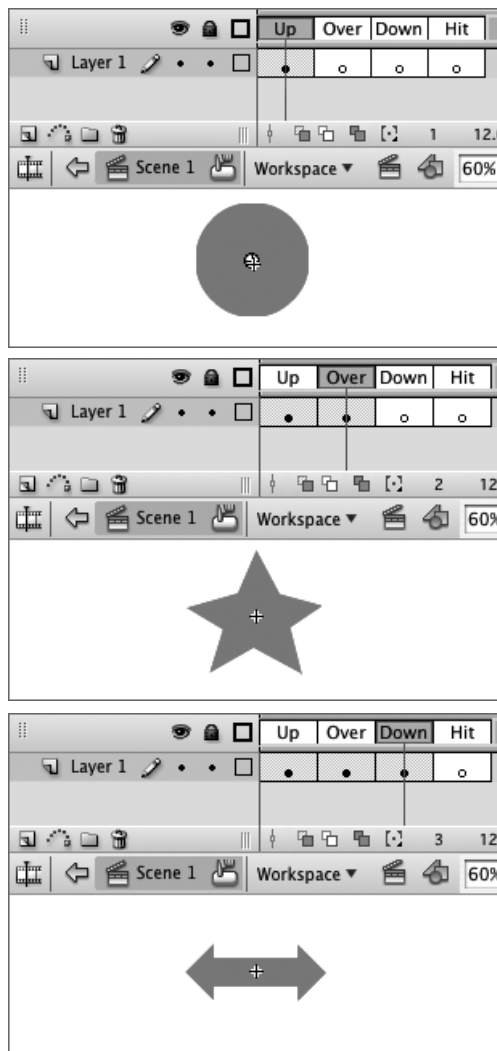 Up Over Down Hit
Layer 1
1 12.
Scene 1 Workspace 60%
Up Over Down Hit
Layer 1
2 12
Scene 1 Workspace 60%
Up Over Down Hit
Layer 1
3 12
Scene 1 Workspace 60%